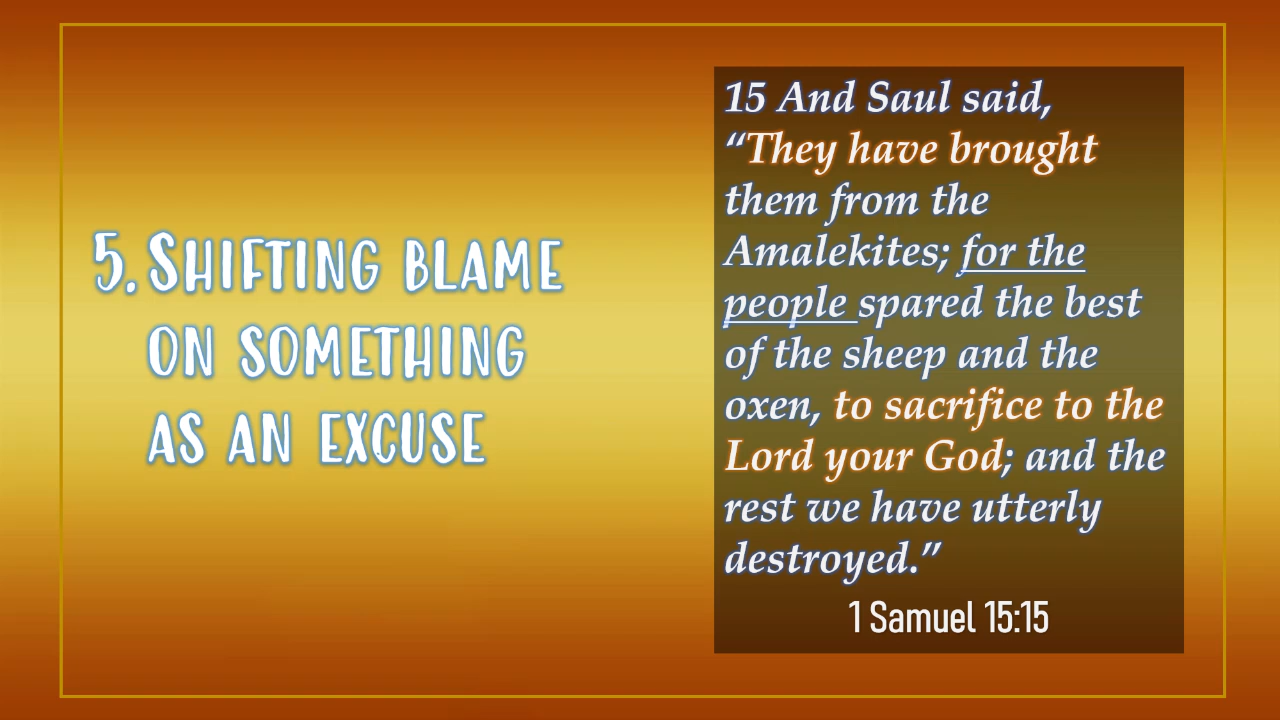 5. SHIFTING BLAME
ON SOMETHING
AS AN EXCUSE
15 And Saul said,
“They have brought
them from the
Amalekites; for the
people spared the best
of the sheep and the
oxen, to sacrifice to the
Lord your God; and the
rest we have utterly
destroyed.”
1 Samuel 15:15